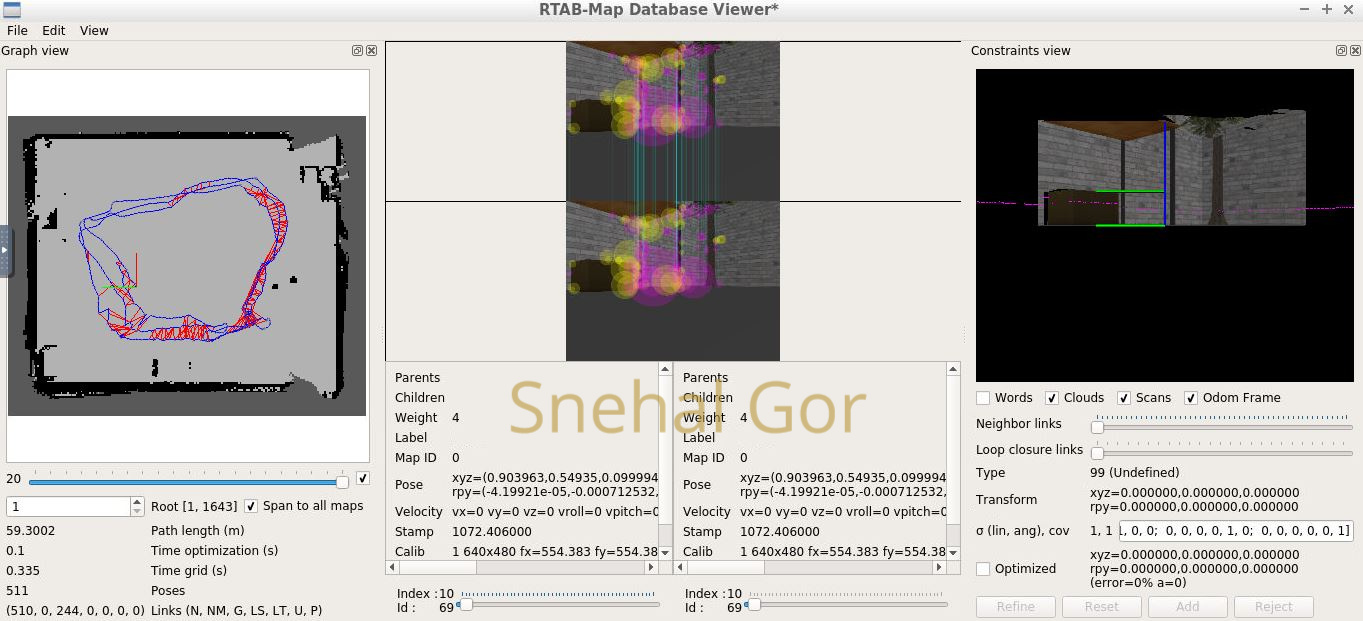 RTAB-Map Database Viewer*
File Edit View
Graph view
20
1 Root [1, 1643] Span to all maps
59.3002 Path length (m)
0.1 Time optimization (s)
0.335 Time grid (s)
511 Poses
(510, 0, 244, 0, 0, 0, 0) Links (N, NM, G, LS, LT, U, P)
Parents
Children
Weight 4
Label
Map ID 0
Pose xyz=(0.903963,0.54935,0.099994
rpy=(-4.19921e-05,-0.000712532,
Velocity vx=0 vy=0 vz=0 vroll=0 vpitch=0
Stamp 1072.406000
Calib 1 640x480 fx=554.383 fy=554.38
Index : 10
Id : 69
Parents
Children
Weight 4
Label
Map ID 0
Pose xyz=(0.903963,0.54935,0.099994
rpy=(-4.19921e-05,-0.000712532,
Velocity vx=0 vy=0 vz=0 vroll=0 vpitch=0
Stamp 1072.406000
Calib 1 640x480 fx=554.383 fy=554.38
Index : 10
Id : 69
Snehal Gor
Constraints view
Words Clouds Scans Odom Frame
Neighbor links
Loop closure links
Type 99 (Undefined)
Transform xyz=0.000000,0.000000,0.000000
rpy=0.000000,0.000000,0.000000
σ (lin, ang), cov 1, 1 1, 0, 0; 0, 0, 0, 0, 1, 0; 0, 0, 0, 0, 0, 1]
Optimized xyz=0.000000,0.000000,0.000000
rpy=0.000000,0.000000,0.000000
(error=0% a=0)
Refine Reset Add Reject